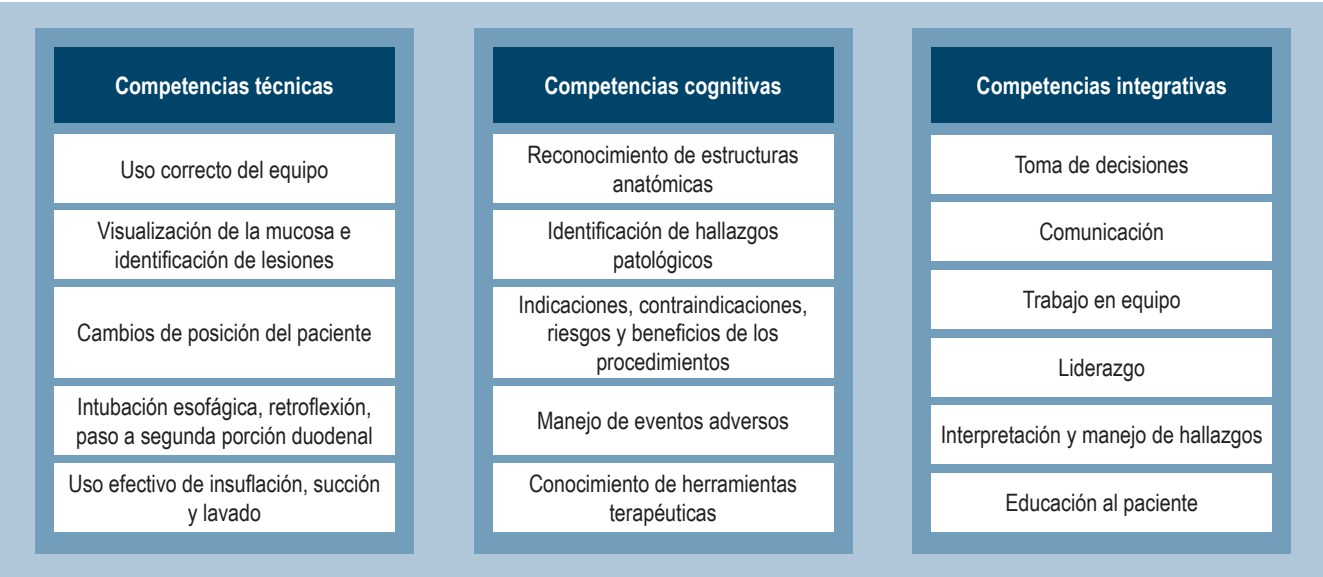 Competencias técnicas
Uso correcto del equipo
Visualización de la mucosa e
identificación de lesiones
Cambios de posición del paciente
Intubación esofágica, retroflexión,
paso a segunda porción duodenal
Uso efectivo de insuflación, succión
y lavado
Competencias cognitivas
Reconocimiento de estructuras
anatómicas
Identificación de hallazgos
patológicos
Indicaciones, contraindicaciones,
riesgos y beneficios de los
procedimientos
Manejo de eventos adversos
Conocimiento de herramientas
terapéuticas
Competencias integrativas
Toma de decisiones
Comunicación
Trabajo en equipo
Liderazgo
Interpretación y manejo de hallazgos
Educación al paciente